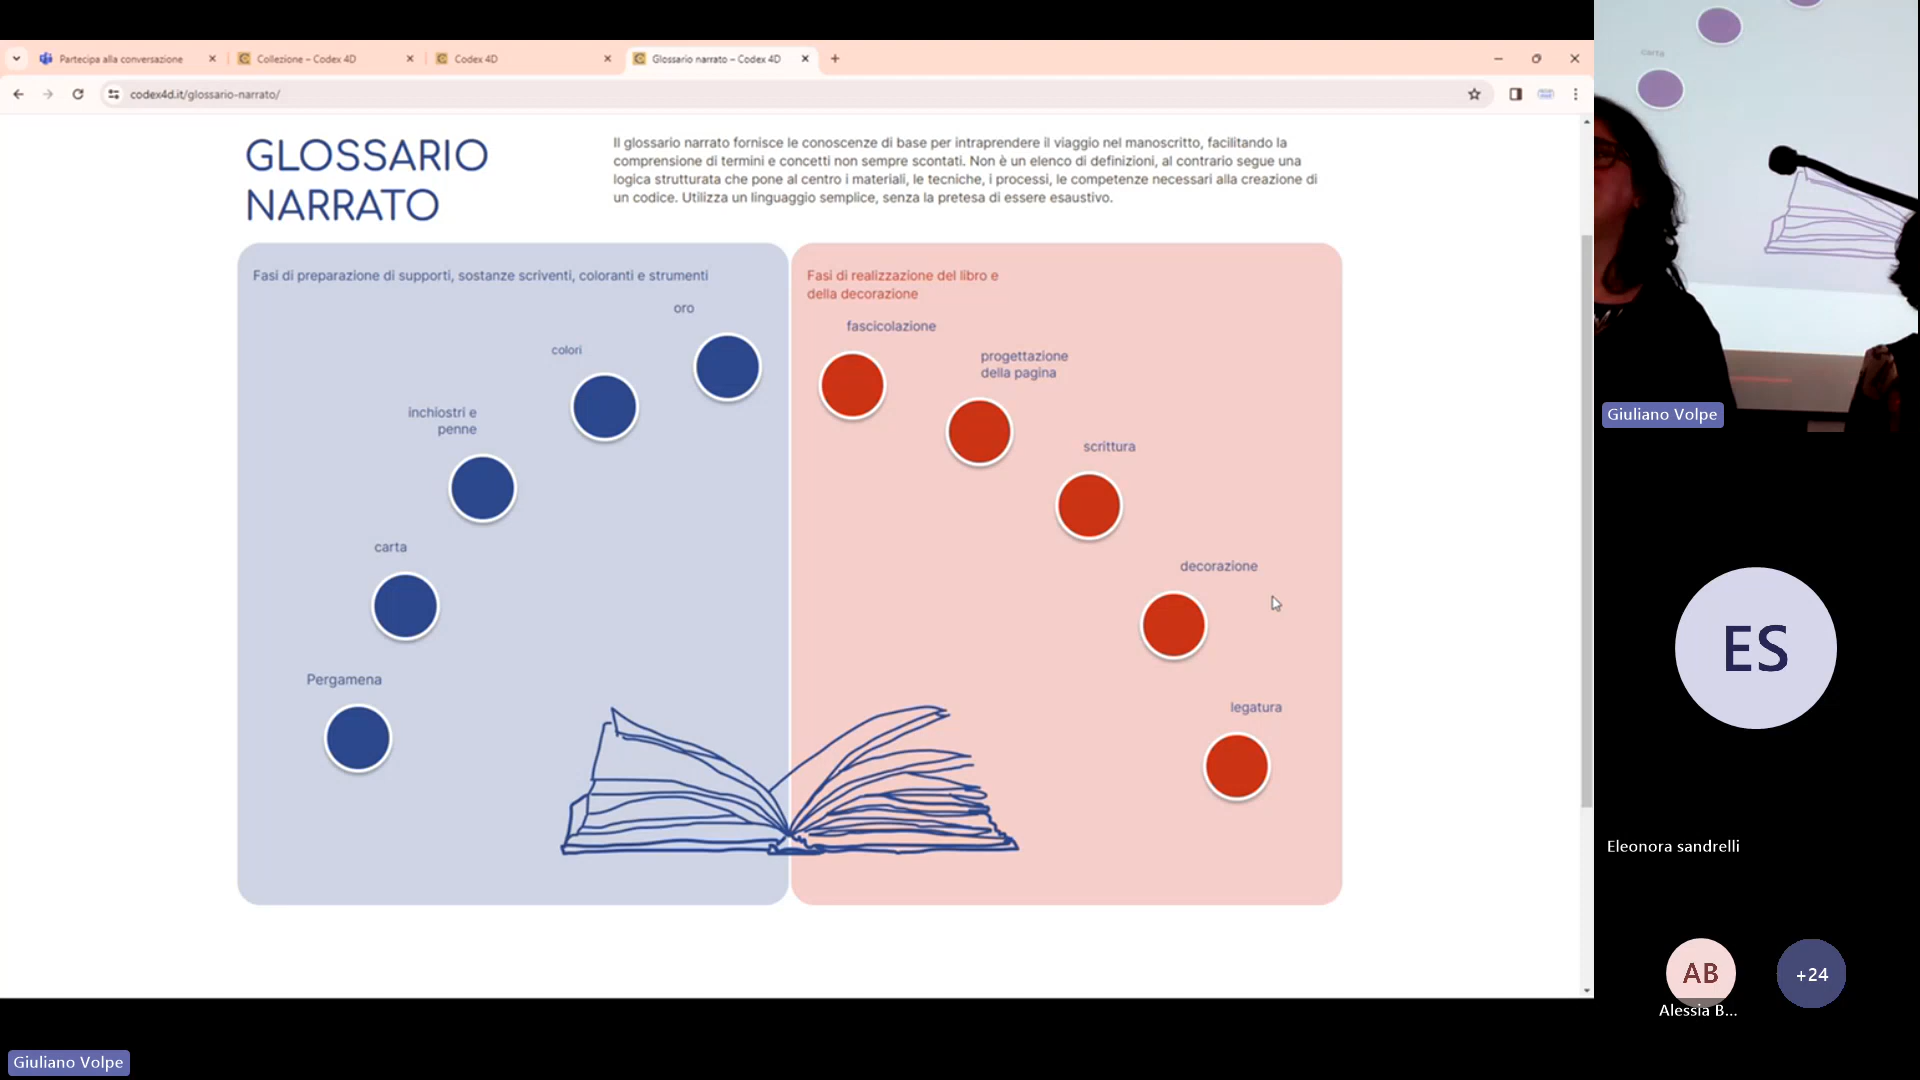 Partecipa alla conversazione
Collezione – Codex 4D
Codex 4D
Glossario narrato – Codex 4D
codex4d.it/glossario-narrato/
GLOSSARIO
NARRATO
Il glossario narrato fornisce le conoscenze di base per intraprendere il viaggio nel manoscritto, facilitando la
comprensione di termini e concetti non sempre scontati. Non è un elenco di definizioni, al contrario segue una
logica strutturata che pone al centro i materiali, le tecniche, i processi, le competenze necessari alla creazione di
un codice. Utilizza un linguaggio semplice, senza la pretesa di essere esaustivo.
Fasi di preparazione di supporti, sostanze scriventi, coloranti e strumenti
oro
colori
inchiostri e
penne
carta
Pergamena
Fasi di realizzazione del libro e
della decorazione
fascicolazione
progettazione
della pagina
scrittura
decorazione
legatura
carta
Giuliano Volpe
ES
Eleonora sandrelli
AB
Alessia B...
+24
Giuliano Volpe